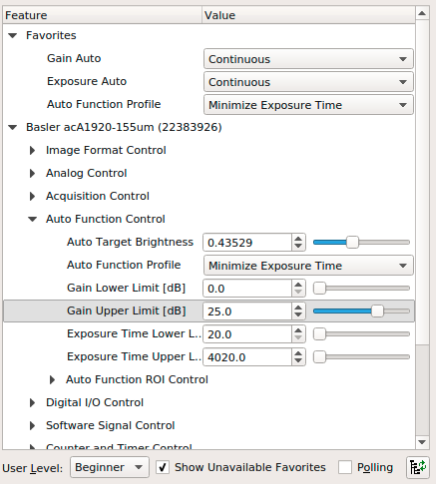 Feature Value
Favorites
Gain Auto Continuous
Exposure Auto Continuous
Auto Function Profile Minimize Exposure Time
Basler acA1920-155um (22383926)
Image Format Control
Analog Control
Acquisition Control
Auto Function Control
Auto Target Brightness 0.43529
Auto Function Profile Minimize Exposure Time
Gain Lower Limit [dB] 0.0
Gain Upper Limit [dB] 25.0
Exposure Time Lower L... 20.0
Exposure Time Upper L... 4020.0
Auto Function ROI Control
Digital I/O Control
Software Signal Control
Counter and Timer Control
User Level: Beginner Show Unavailable Favorites Polling